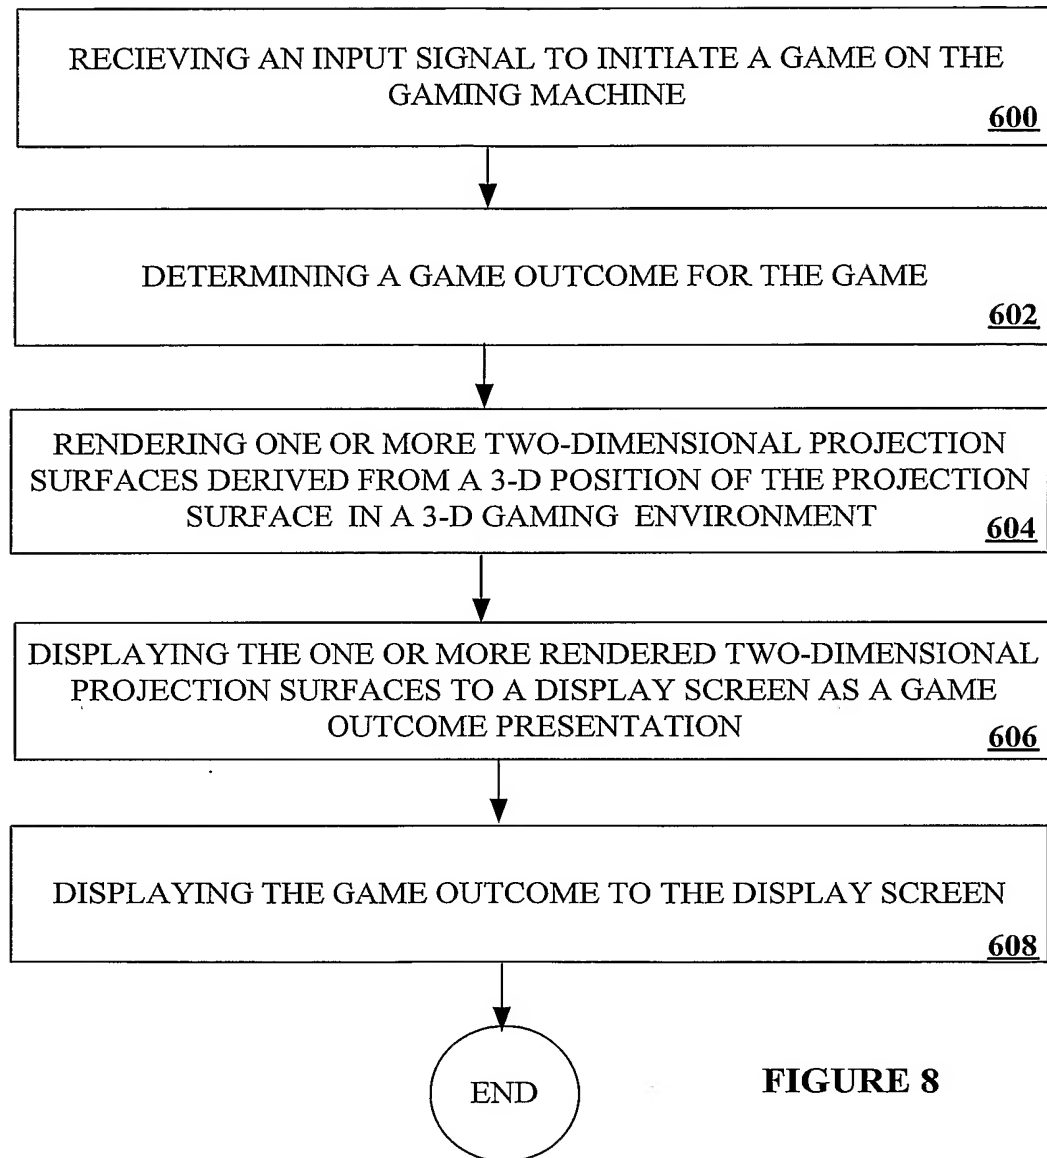 RECIEVING AN INPUT SIGNAL TO INITIATE A GAME ON THE
GAMING MACHINE
600
DETERMINING A GAME OUTCOME FOR THE GAME
602
RENDERING ONE OR MORE TWO-DIMENSIONAL PROJECTION
SURFACES DERIVED FROM A 3-D POSITION OF THE PROJECTION
SURFACE IN A 3-D GAMING ENVIRONMENT
604
DISPLAYING THE ONE OR MORE RENDERED TWO-DIMENSIONAL
PROJECTION SURFACES TO A DISPLAY SCREEN AS A GAME
OUTCOME PRESENTATION
606
DISPLAYING THE GAME OUTCOME TO THE DISPLAY SCREEN
608
END
FIGURE 8